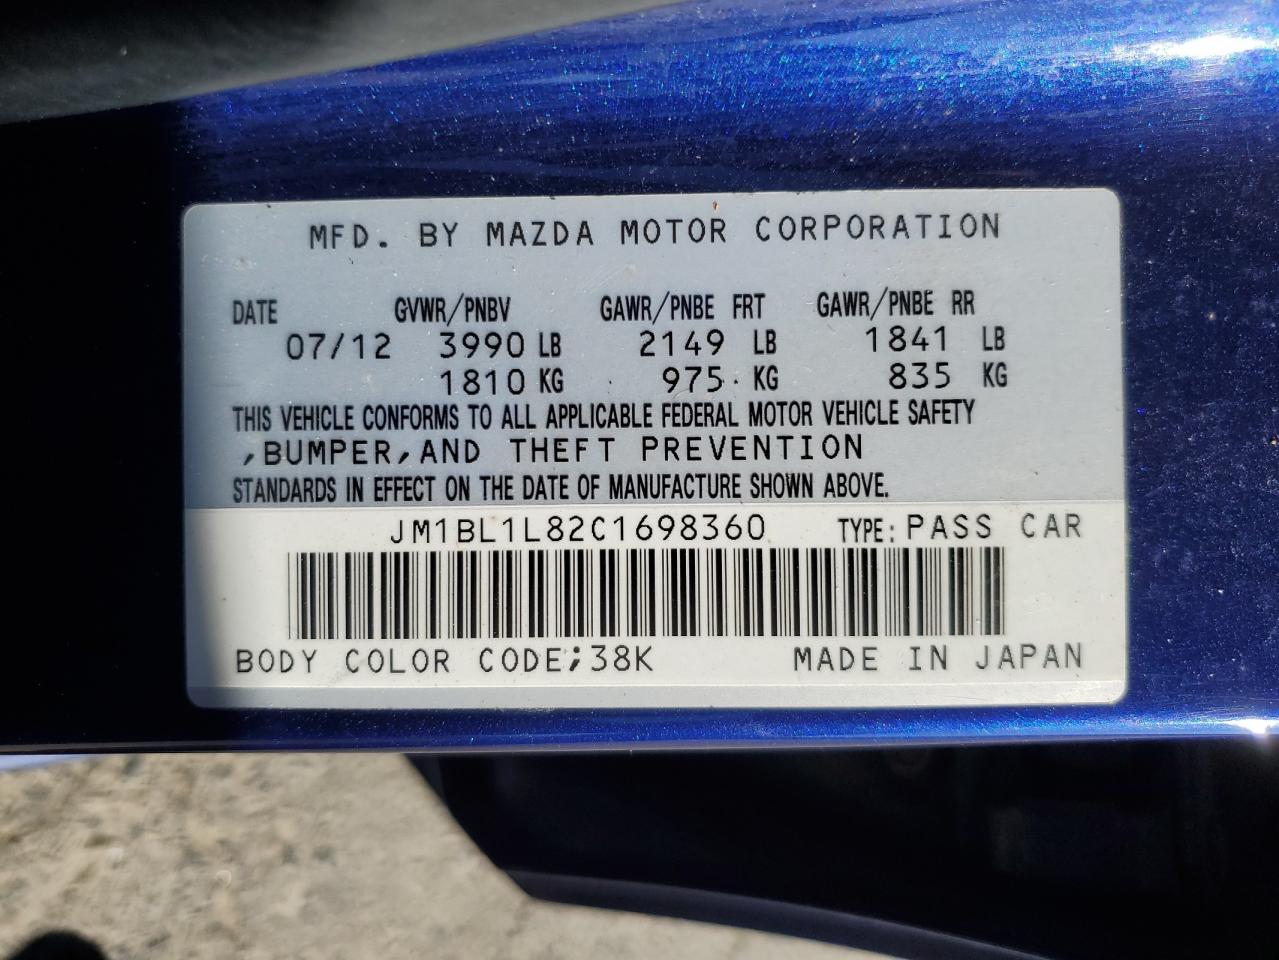 MFD. BY MAZDA MOTOR CORPORATION
DATE GVWR/PNBV GAWR/PNBE FRT GAWR/PNBE RR
07/12 3990 LB 2149 LB 1841 LB
1810 KG 975 KG 835 KG
THIS VEHICLE CONFORMS TO ALL APPLICABLE FEDERAL MOTOR VEHICLE SAFETY
,BUMPER,AND THEFT PREVENTION
STANDARDS IN EFFECT ON THE DATE OF MANUFACTURE SHOWN ABOVE.
JM1BL1L82C1698360 TYPE: PASS CAR
BODY COLOR CODE;38K MADE IN JAPAN